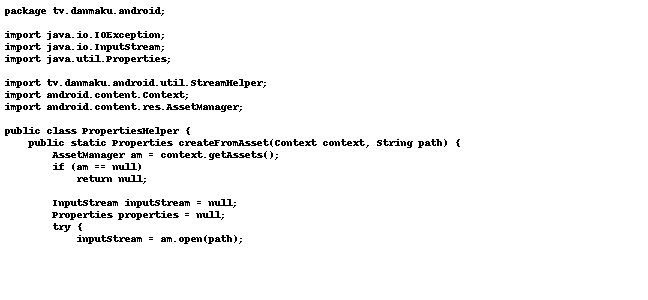 package tv.danmaku.android;

import java.io.IOException;
import java.io.InputStream;
import java.util.Properties;

import tv.danmaku.android.util.StreamHelper;
import android.content.Context;
import android.content.res.AssetManager;

public class PropertiesHelper {
    public static Properties createFromAsset(Context context, String path) {
        AssetManager am = context.getAssets();
        if (am == null)
            return null;

        InputStream inputStream = null;
        Properties properties = null;
        try {
            inputStream = am.open(path);